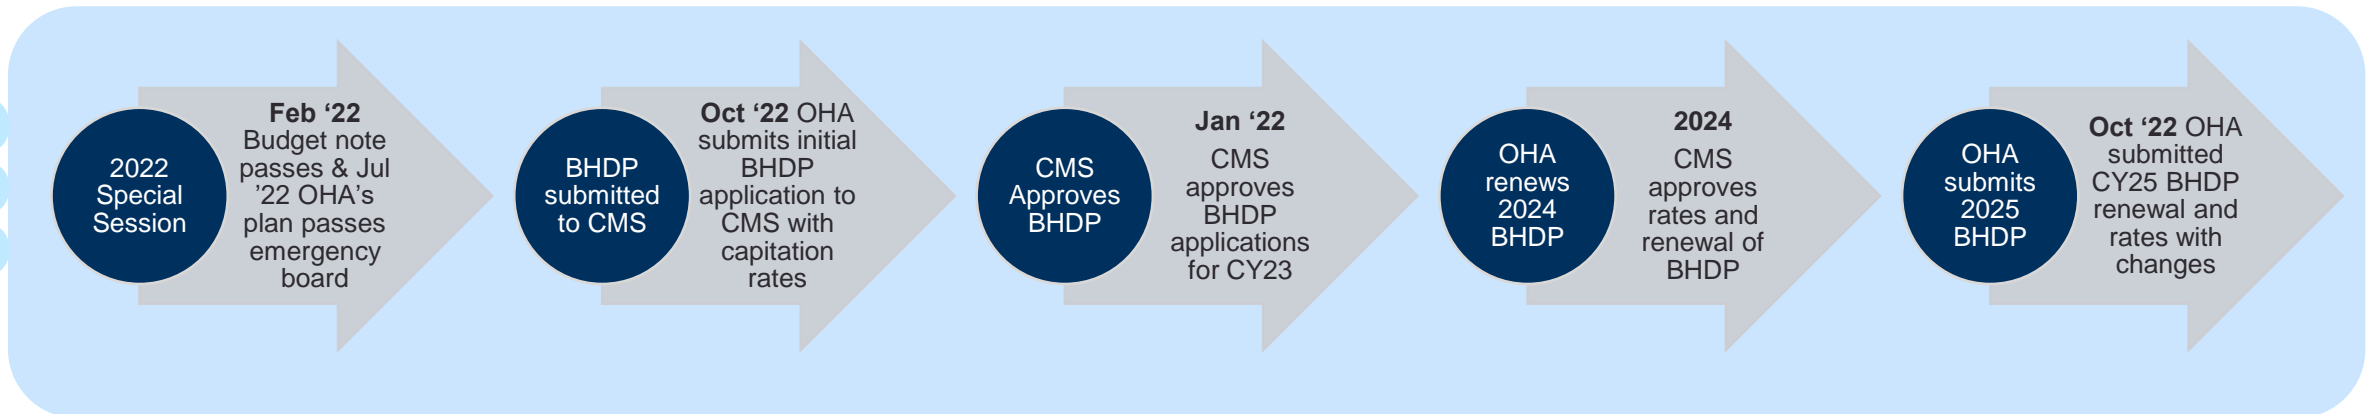 2022
Special
Session
Feb ‘22
Budget note
passes & Jul
’22 OHA’s
plan passes
emergency
board
BHDP
submitted
to CMS
Oct ‘22 OHA
submits initial
BHDP
application to
CMS with
capitation
rates
CMS
Approves
BHDP
Jan ‘22
CMS
approves
BHDP
applications
for CY23
OHA
renews
2024
BHDP
2024
CMS
approves
rates and
renewal of
BHDP
OHA
submits
2025
BHDP
Oct ‘22 OHA
submitted
CY25 BHDP
renewal and
rates with
changes